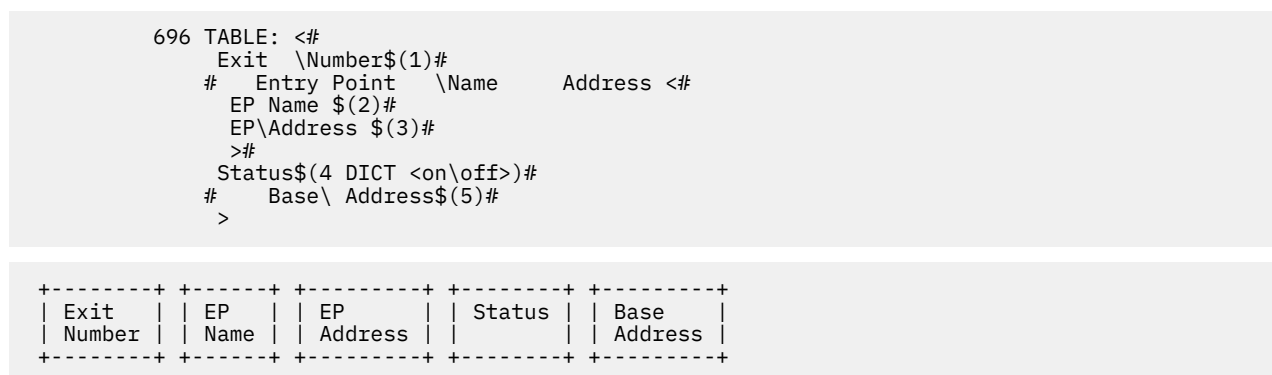 696 TABLE: <#
Exit  \Number$(1)#
#   Entry Point   \Name     Address <#
EP Name $(2)#
EP\Address $(3)#
>#
Status$(4 DICT <on\off>)#
#    Base\ Address$(5)#
>
+--------+ +------+ +---------+ +--------+ +---------+
| Exit   | | EP   | | EP      | | Status | | Base    |
| Number | | Name | | Address | |        | | Address |
+--------+ +------+ +---------+ +--------+ +---------+